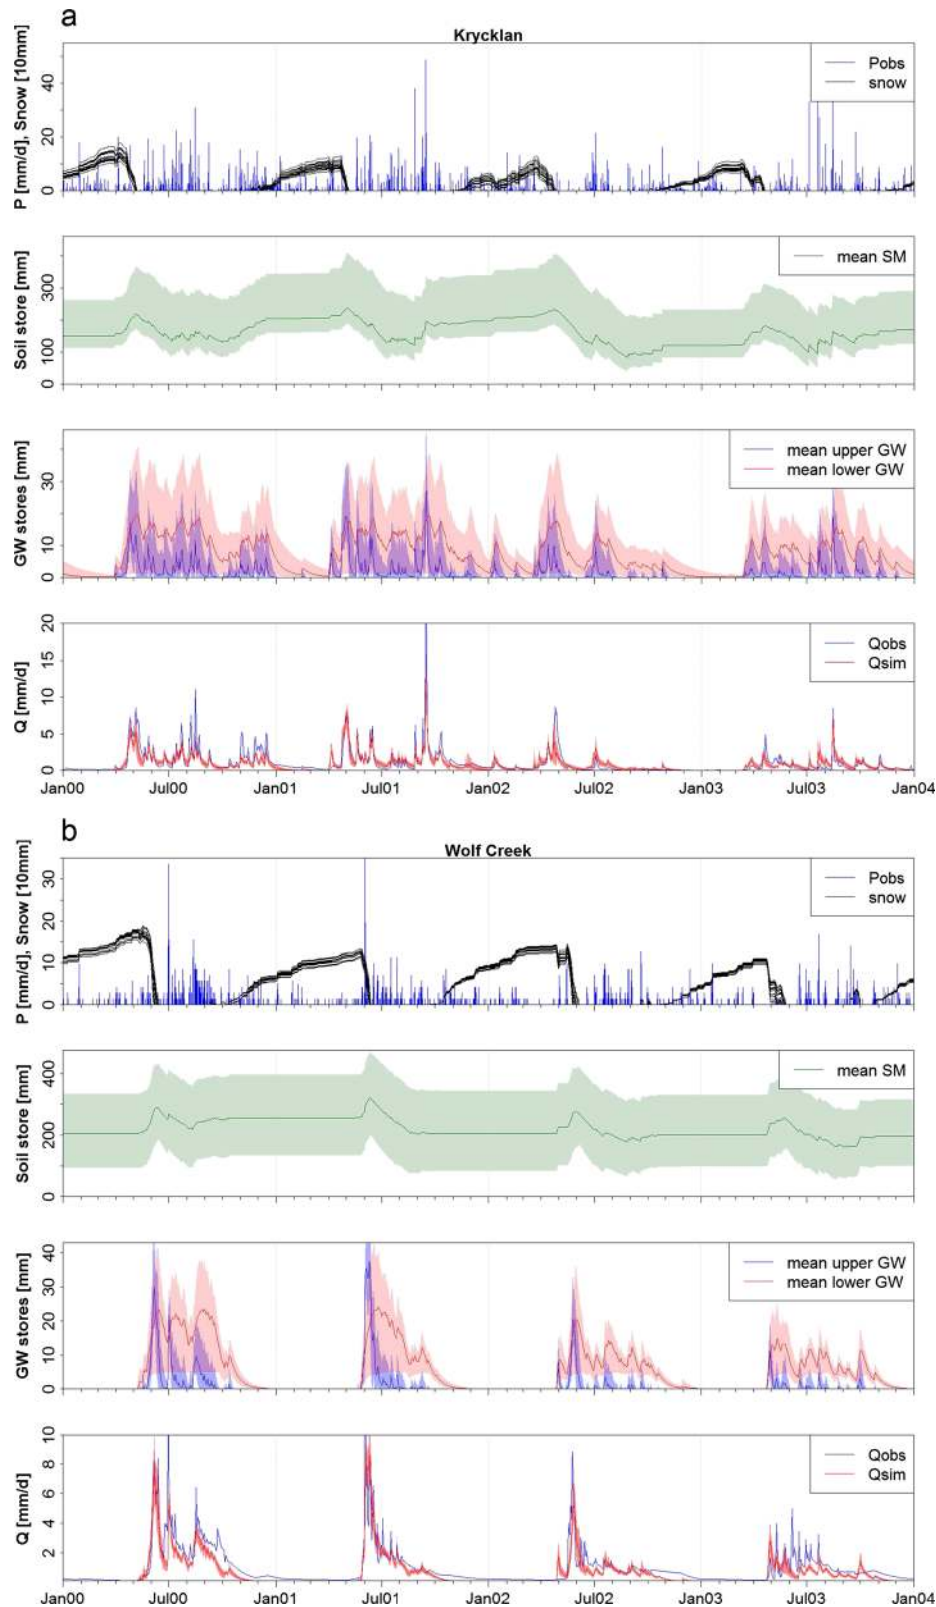 a
Krycklan
P [mm/d], Snow [10mm]
0 20 40
Pobs
snow
Soil store [mm]
0 100 300
mean SM
GW stores [mm]
0 10 30
mean upper GW
mean lower GW
Q [mm/d]
0 5 10 15 20
Qobs
Qsim
Jan00 Jul00 Jan01 Jul01 Jan02 Jul02 Jan03 Jul03 Jan04
b
Wolf Creek
P [mm/d], Snow [10mm]
0 10 20 30
Pobs
snow
Soil store [mm]
0 200 400
mean SM
GW stores [mm]
0 10 20 30 40
mean upper GW
mean lower GW
Q [mm/d]
2 4 6 8 10
Qobs
Qsim
Jan00 Jul00 Jan01 Jul01 Jan02 Jul02 Jan03 Jul03 Jan04